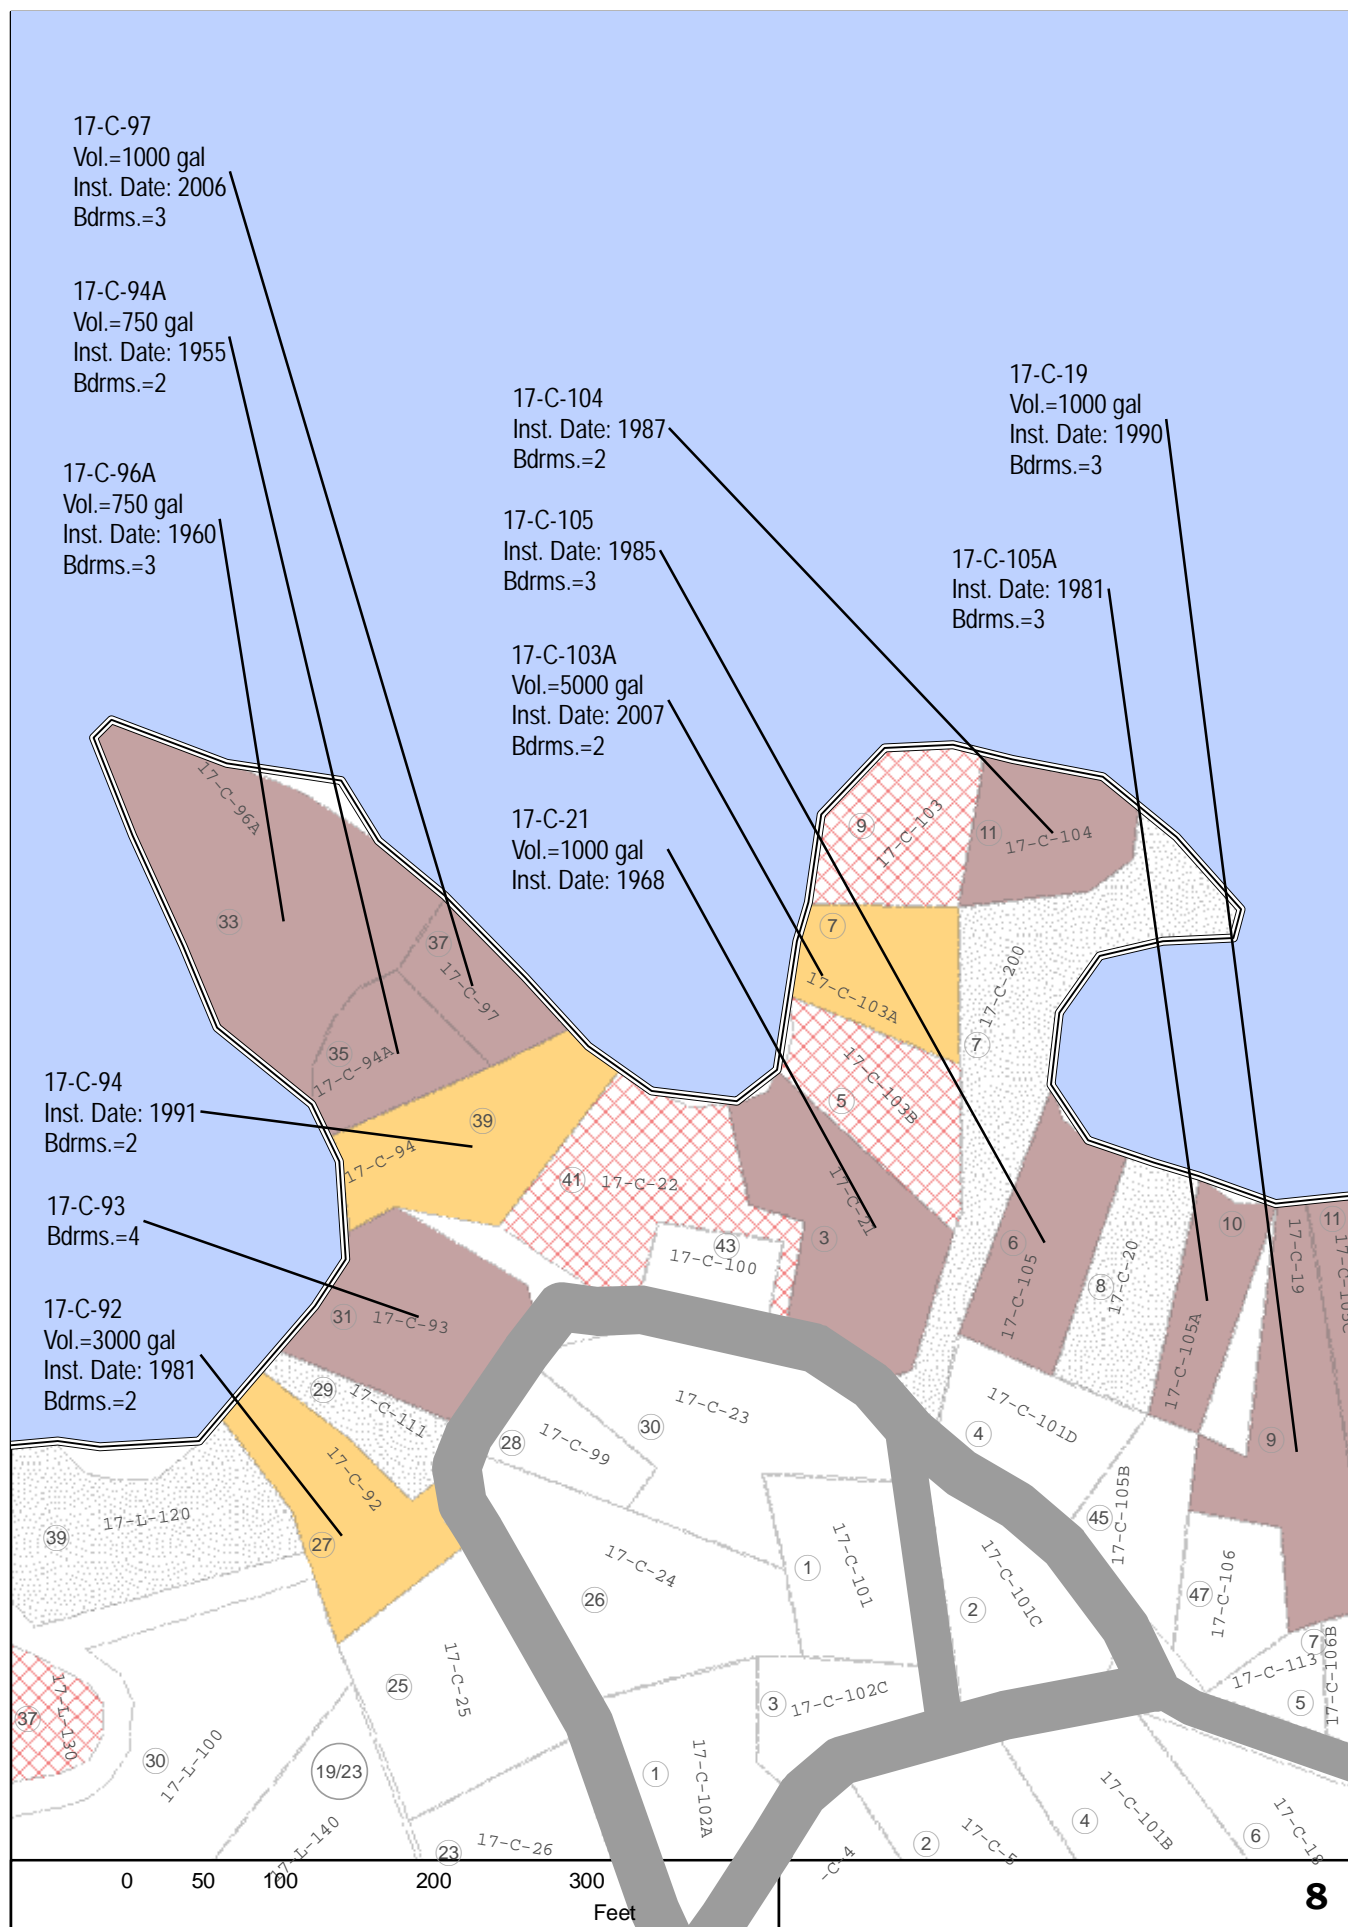 17-C-97
Vol.=1000 gal
Inst. Date: 2006
Bdrms.=3
17-C-94A
Vol.=750 gal
Inst. Date: 1955
Bdrms.=2
17-C-96A
Vol.=750 gal
Inst. Date: 1960
Bdrms.=3
17-C-104
Inst. Date: 1987
Bdrms.=2
17-C-19
Vol.=1000 gal
Inst. Date: 1990
Bdrms.=3
17-C-105
Inst. Date: 1985
Bdrms.=3
17-C-105A
Inst. Date: 1981
Bdrms.=3
17-C-103A
Vol.=5000 gal
Inst. Date: 2007
Bdrms.=2
17-C-21
Vol.=1000 gal
Inst. Date: 1968
17-C-94
Inst. Date: 1991
Bdrms.=2
17-C-93
Bdrms.=4
17-C-92
Vol.=3000 gal
Inst. Date: 1981
Bdrms.=2
17-C-96A
33
37
17-C-97
35
17-C-94A
39
17-C-94
9
17-C-103
11
17-C-104
7
17-C-103A
17-C-200
7
17-C-103B
5
41
17-C-22
17-C-21
3
43
17-C-100
6
17-C-105
8
17-C-20
10
17-C-105A
17-C-19
11
9
31
17-C-93
29
17-C-111
17-C-92
27
39
17-L-120
28
17-C-99
30
17-C-23
4
17-C-101D
45
17-C-105B
17-C-24
26
1
17-C-101
2
17-C-101C
47
17-C-106
7
17-C-113
17-C-106B
5
25
17-C-25
3
17-C-102C
37
17-L-130
30
17-L-100
19/23
17-L-140
1
17-C-102A
23
17-C-26
-C-4
2
17-C-5
4
17-C-101B
6
17-C-18
0 50 100 200 300
Feet
8